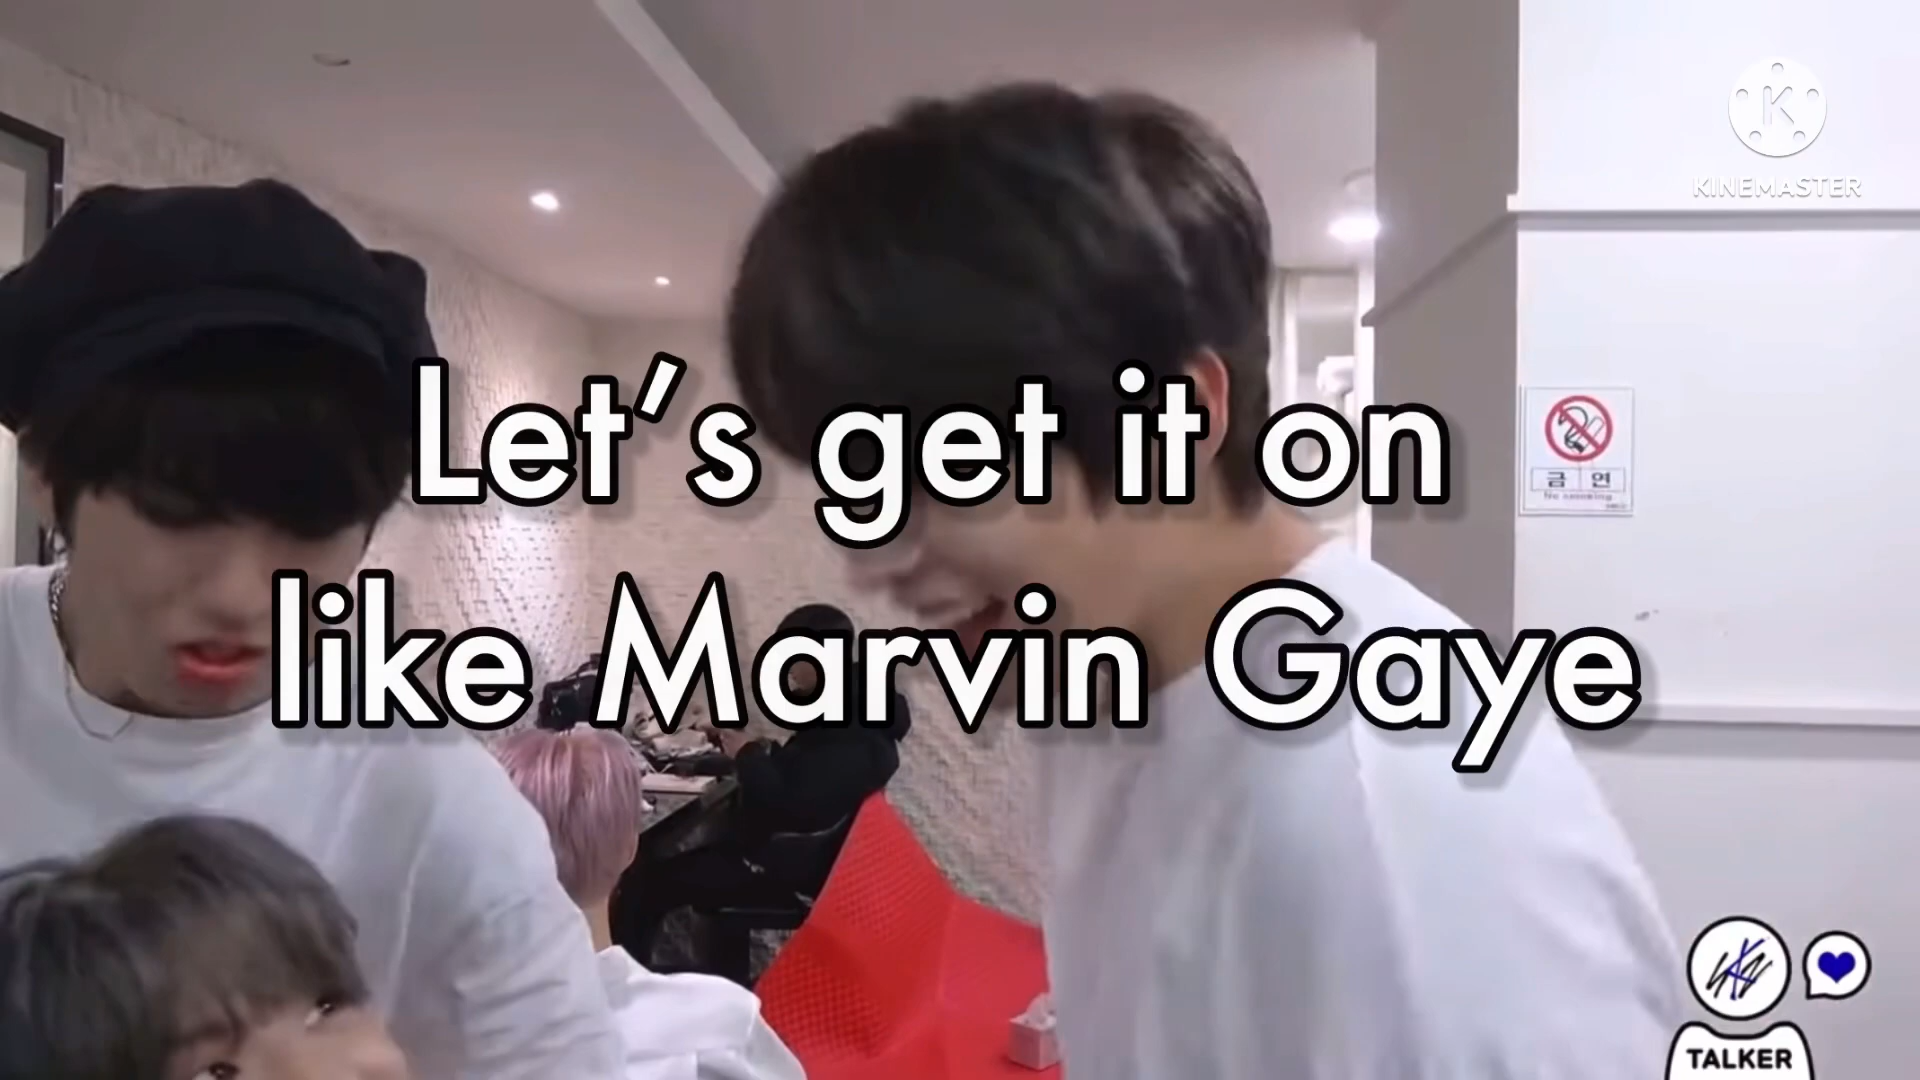 K
KINEMASTER
Let's get it on
like Marvin Gaye
금 연
No smoking
TALKER